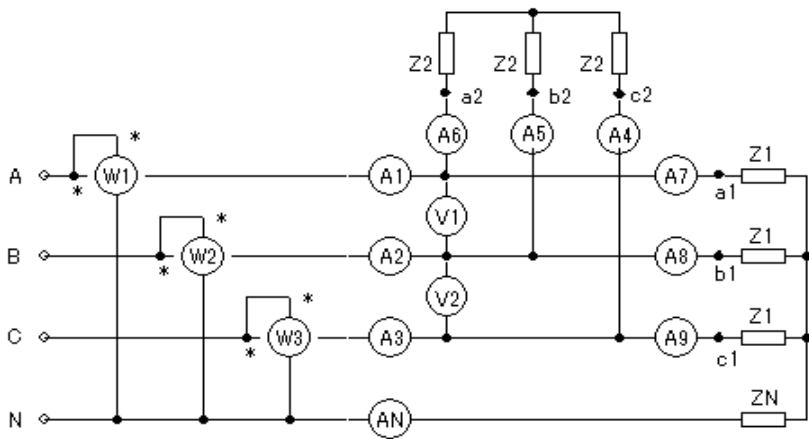 Z2 Z2 Z2
a2 b2 c2
A6 A5 A4
* * W1 A1 A7 Z1
A
a1
V1
* * W2 A2 A8 Z1
B
b1
V2
* * W3 A3 A9 Z1
C
c1
ZN
N AN